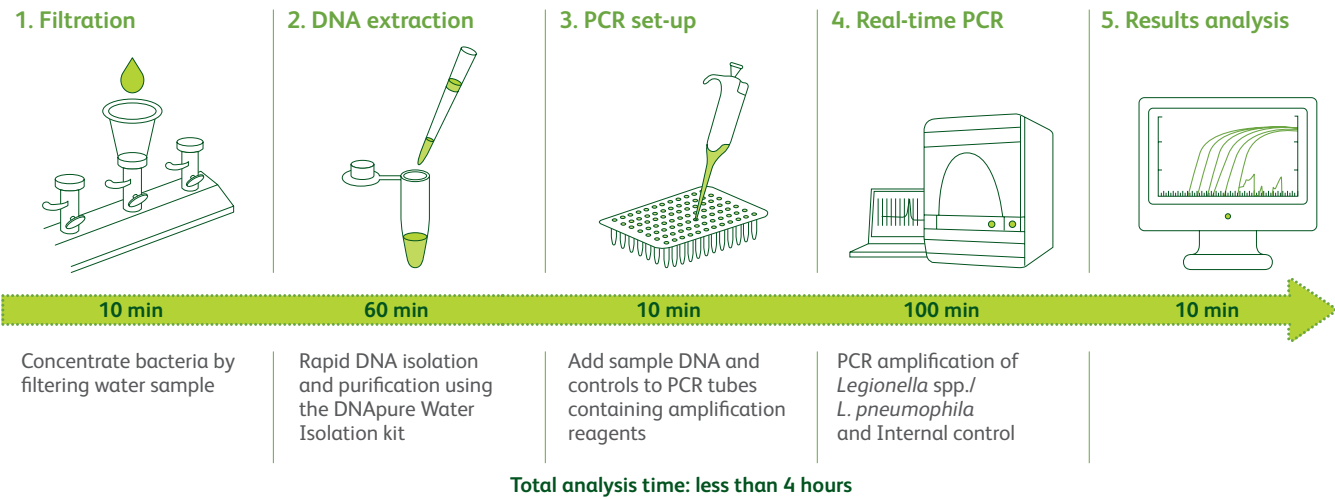 1. Filtration
2. DNA extraction
3. PCR set-up
4. Real-time PCR
5. Results analysis
10 min
60 min
10 min
100 min
10 min
Concentrate bacteria by
filtering water sample
Rapid DNA isolation
and purification using
the DNApure Water
Isolation kit
Add sample DNA and
controls to PCR tubes
containing amplification
reagents
PCR amplification of
Legionella spp./
L. pneumophila
and Internal control
Total analysis time: less than 4 hours